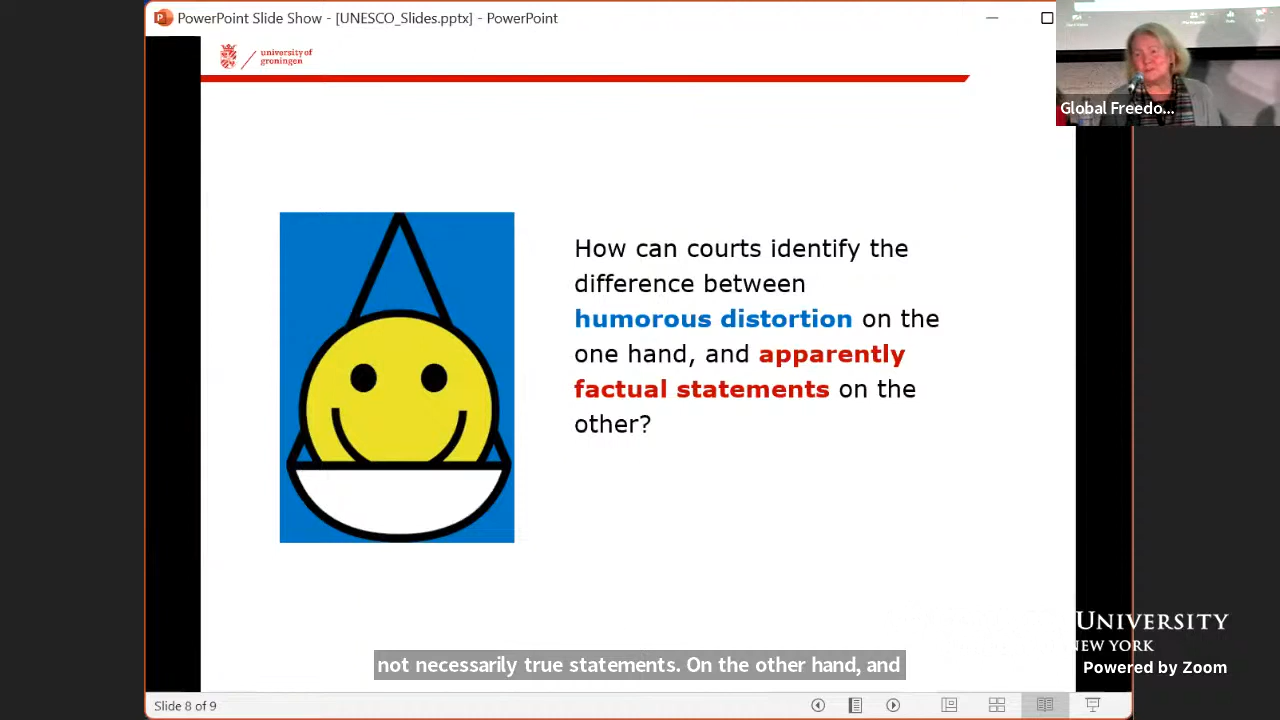 PowerPoint Slide Show - [UNESCO_Slides.pptx] - PowerPoint
university of
groningen
Global Freedo...
How can courts identify the
difference between
humorous distortion on the
one hand, and apparently
factual statements on the
other?
UNIVERSITY
NEW YORK
not necessarily true statements. On the other hand, and
Powered by Zoom
Slide 8 of 9